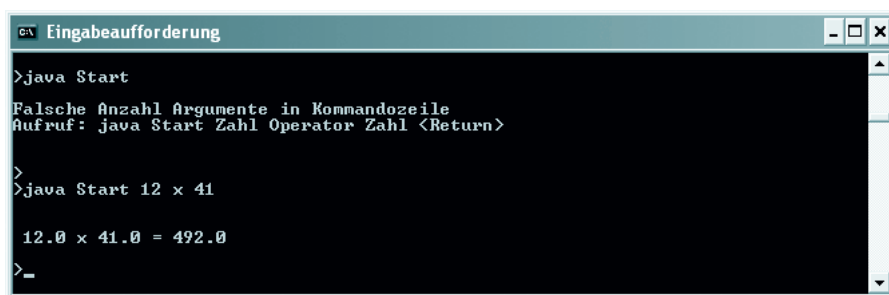 Eingabeaufforderung
>java Start
Falsche Anzahl Argumente in Kommandozeile
Aufruf: java Start Zahl Operator Zahl <Return>
>
>java Start 12 x 41
12.0 x 41.0 = 492.0
>_